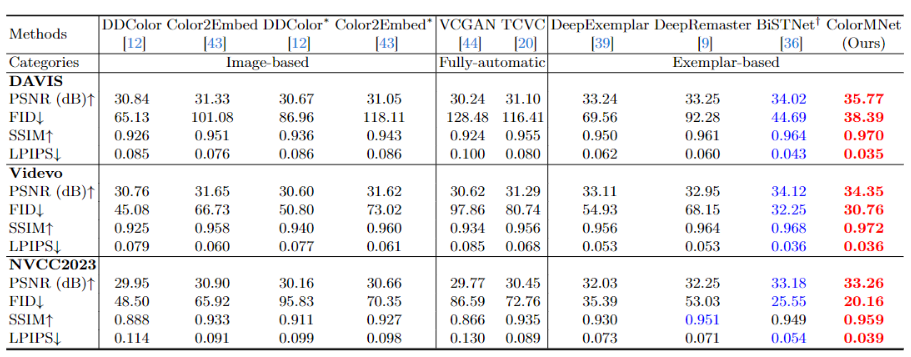 Methods DDColor Color2Embed DDColor* Color2Embed* VCGAN TCVC DeepExemplar DeepRemaster BiSTNet† ColorMNet
[12] [43] [12] [43] [44] [20] [39] [9] [36] (Ours)
Categories Image-based Fully-automatic Exemplar-based
DAVIS
PSNR (dB)↑ 30.84 31.33 30.67 31.05 30.24 31.10 33.24 33.25 34.02 35.77
FID↓ 65.13 101.08 86.96 118.11 128.48 116.41 69.56 92.28 44.69 38.39
SSIM↑ 0.926 0.951 0.936 0.943 0.924 0.955 0.950 0.961 0.964 0.970
LPIPS↓ 0.085 0.076 0.086 0.086 0.100 0.080 0.062 0.060 0.043 0.035
Videvo
PSNR (dB)↑ 30.76 31.65 30.60 31.62 30.62 31.29 33.11 32.95 34.12 34.35
FID↓ 45.08 66.73 50.80 73.02 97.86 80.74 54.93 68.15 32.25 30.76
SSIM↑ 0.925 0.958 0.940 0.960 0.934 0.956 0.956 0.964 0.968 0.972
LPIPS↓ 0.079 0.060 0.077 0.061 0.085 0.068 0.053 0.053 0.036 0.036
NVCC2023
PSNR (dB)↑ 29.95 30.90 30.16 30.66 29.77 30.45 32.03 32.25 33.18 33.26
FID↓ 48.50 65.92 95.83 70.35 86.59 72.76 35.39 53.03 25.55 20.16
SSIM↑ 0.888 0.933 0.911 0.927 0.866 0.935 0.930 0.951 0.949 0.959
LPIPS↓ 0.114 0.091 0.099 0.098 0.130 0.089 0.073 0.071 0.054 0.039